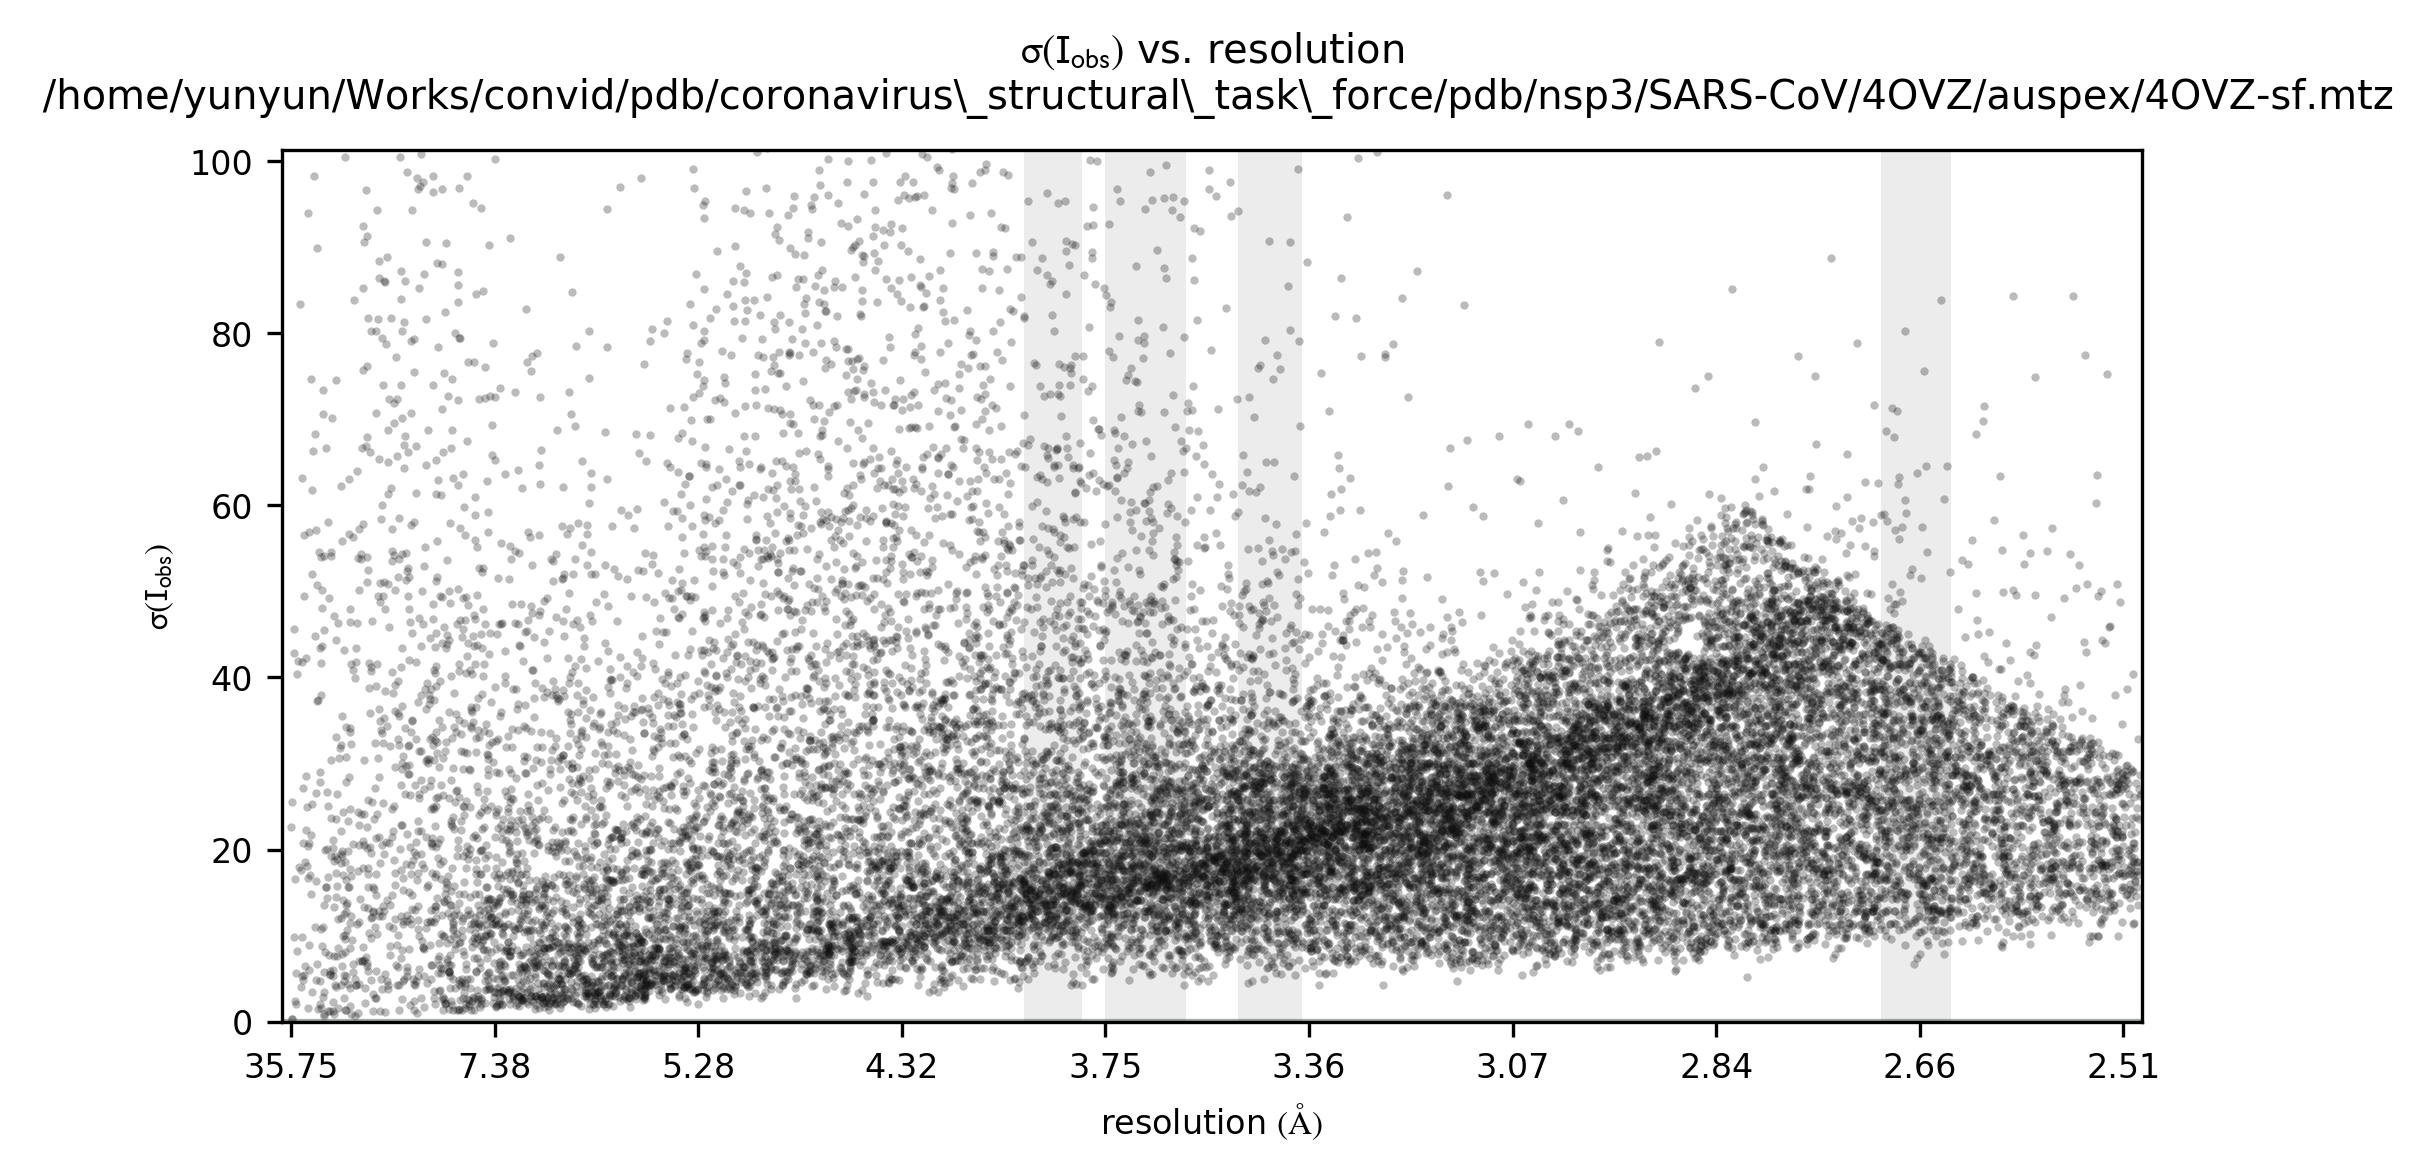 σ(I_obs) vs. resolution
/home/yunyun/Works/convid/pdb/coronavirus\_structural\_task\_force/pdb/nsp3/SARS-CoV/4OVZ/auspex/4OVZ-sf.mtz
100
80
60
40
20
0
σ(I_obs)
35.75 7.38 5.28 4.32 3.75 3.36 3.07 2.84 2.66 2.51
resolution (Å)